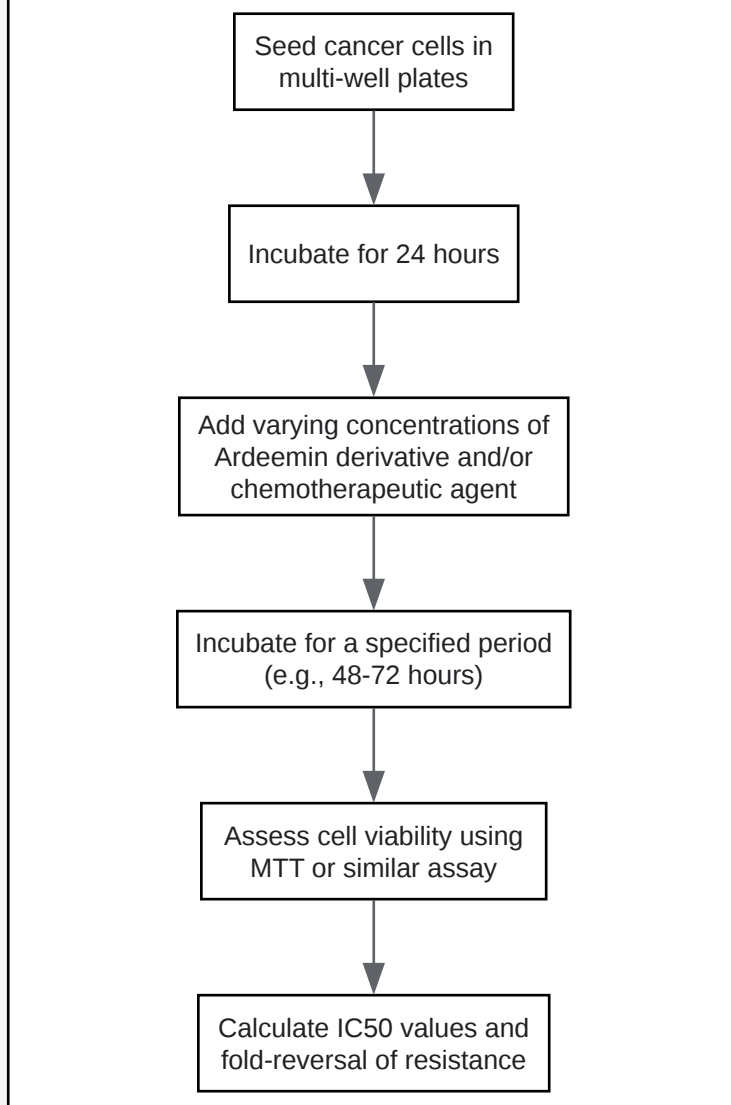 Seed cancer cells in
multi-well plates
Incubate for 24 hours
Add varying concentrations of
Ardeemin derivative and/or
chemotherapeutic agent
Incubate for a specified period
(e.g., 48-72 hours)
Assess cell viability using
MTT or similar assay
Calculate IC50 values and
fold-reversal of resistance